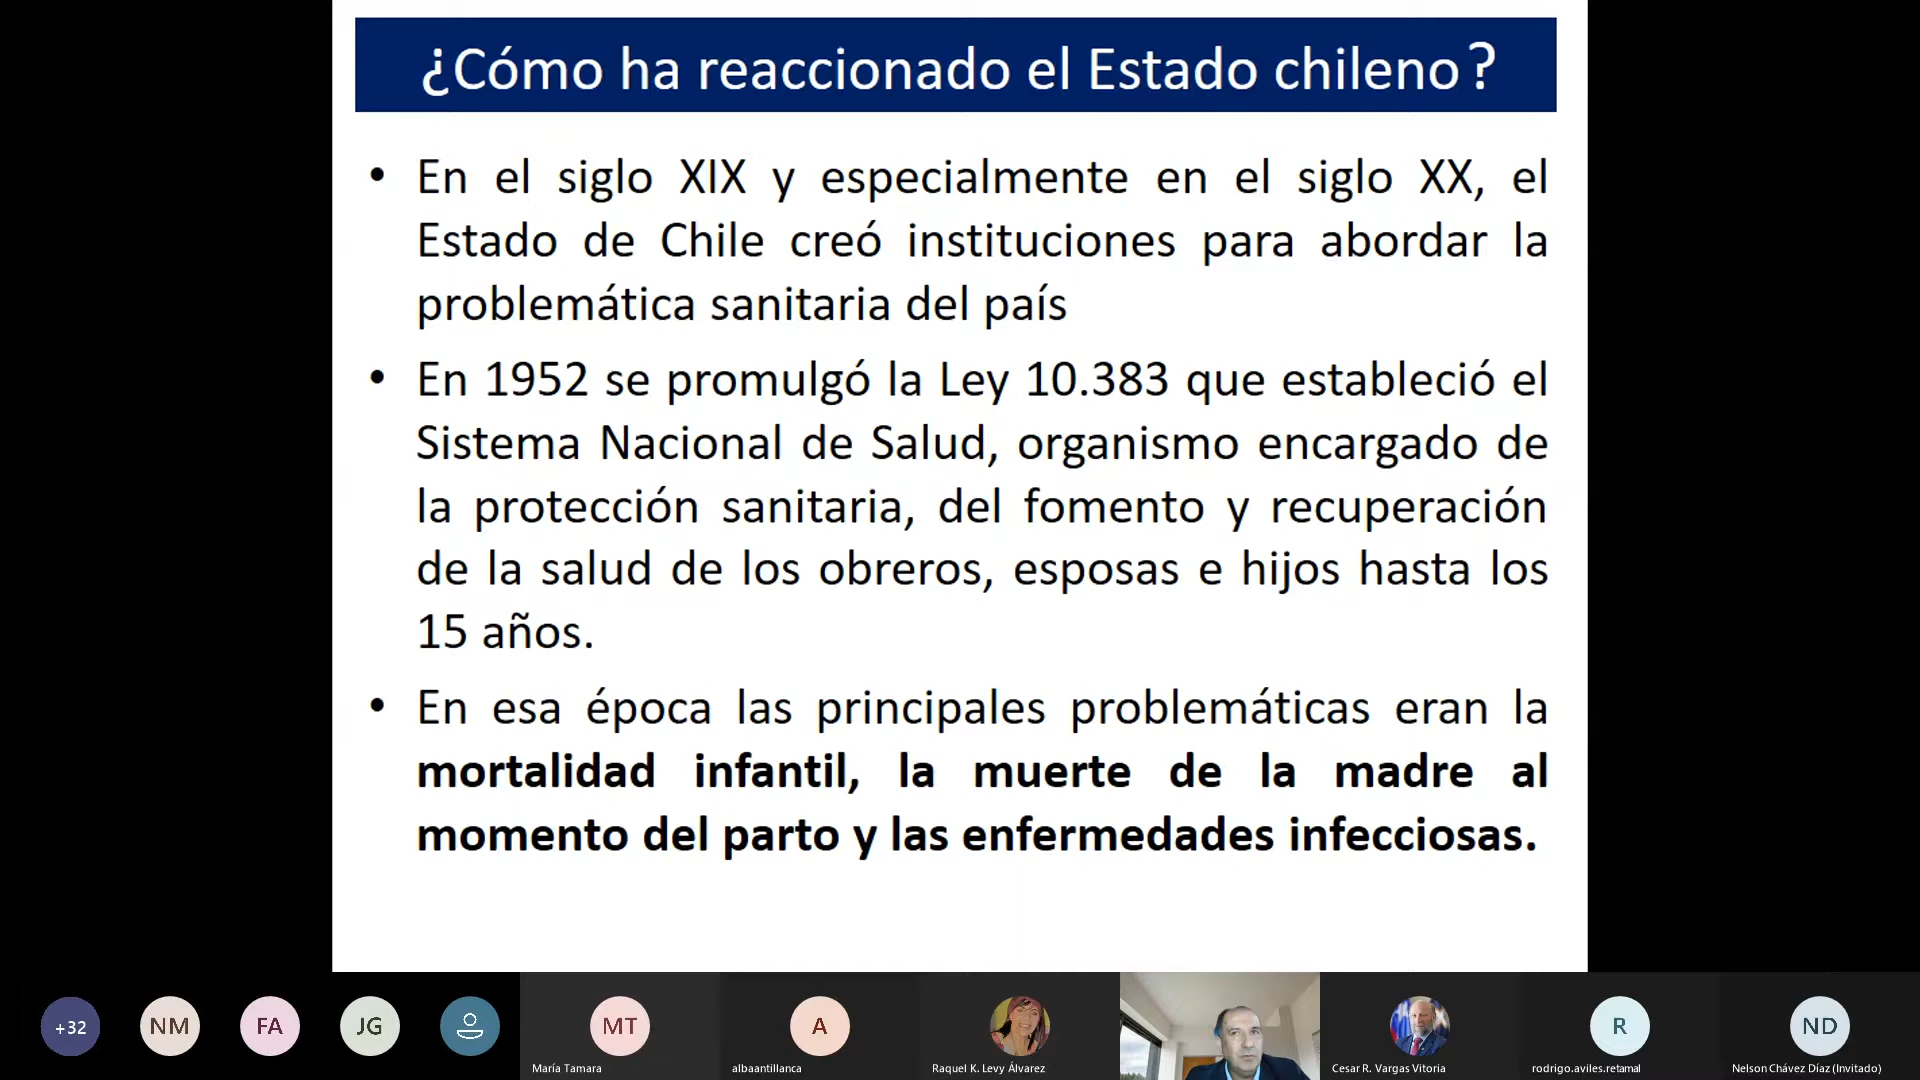 ¿Cómo ha reaccionado el Estado chileno?
• En el siglo XIX y especialmente en el siglo XX, el
Estado de Chile creó instituciones para abordar la
problemática sanitaria del país
• En 1952 se promulgó la Ley 10.383 que estableció el
Sistema Nacional de Salud, organismo encargado de
la protección sanitaria, del fomento y recuperación
de la salud de los obreros, esposas e hijos hasta los
15 años.
• En esa época las principales problemáticas eran la
mortalidad infantil, la muerte de la madre al
momento del parto y las enfermedades infecciosas.
+32
NM
FA
JG
MT
A
R
ND
María Tamara
albaantillanca
Raquel K. Levy Álvarez
Cesar R. Vargas Vitoria
rodrigo.aviles.retamal
Nelson Chávez Díaz (Invitado)